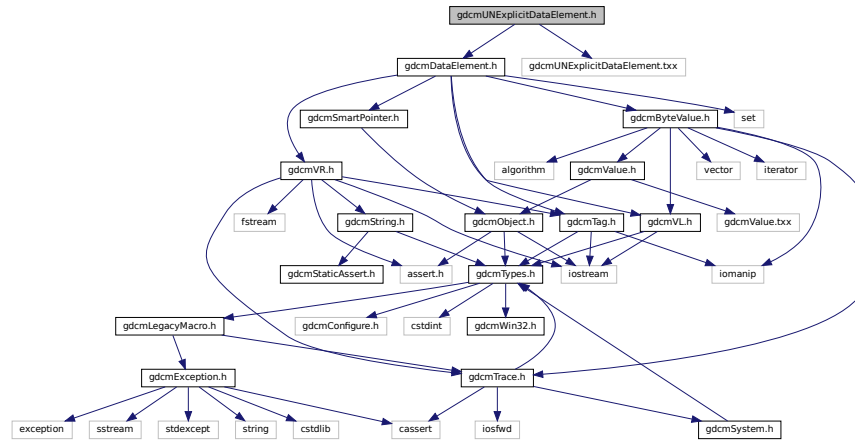 gdcmUNExplicitDataElement.h
gdcmDataElement.h
gdcmUNExplicitDataElement.txx
gdcmSmartPointer.h
gdcmByteValue.h
set
gdcmVR.h
algorithm
gdcmValue.h
vector
iterator
fstream
gdcmString.h
gdcmObject.h
gdcmTag.h
gdcmVL.h
gdcmValue.txx
gdcmStaticAssert.h
assert.h
gdcmTypes.h
iostream
iomanip
gdcmLegacyMacro.h
gdcmConfigure.h
cstdint
gdcmWin32.h
gdcmException.h
gdcmTrace.h
exception
sstream
stdexcept
string
cstdlib
cassert
iosfwd
gdcmSystem.h